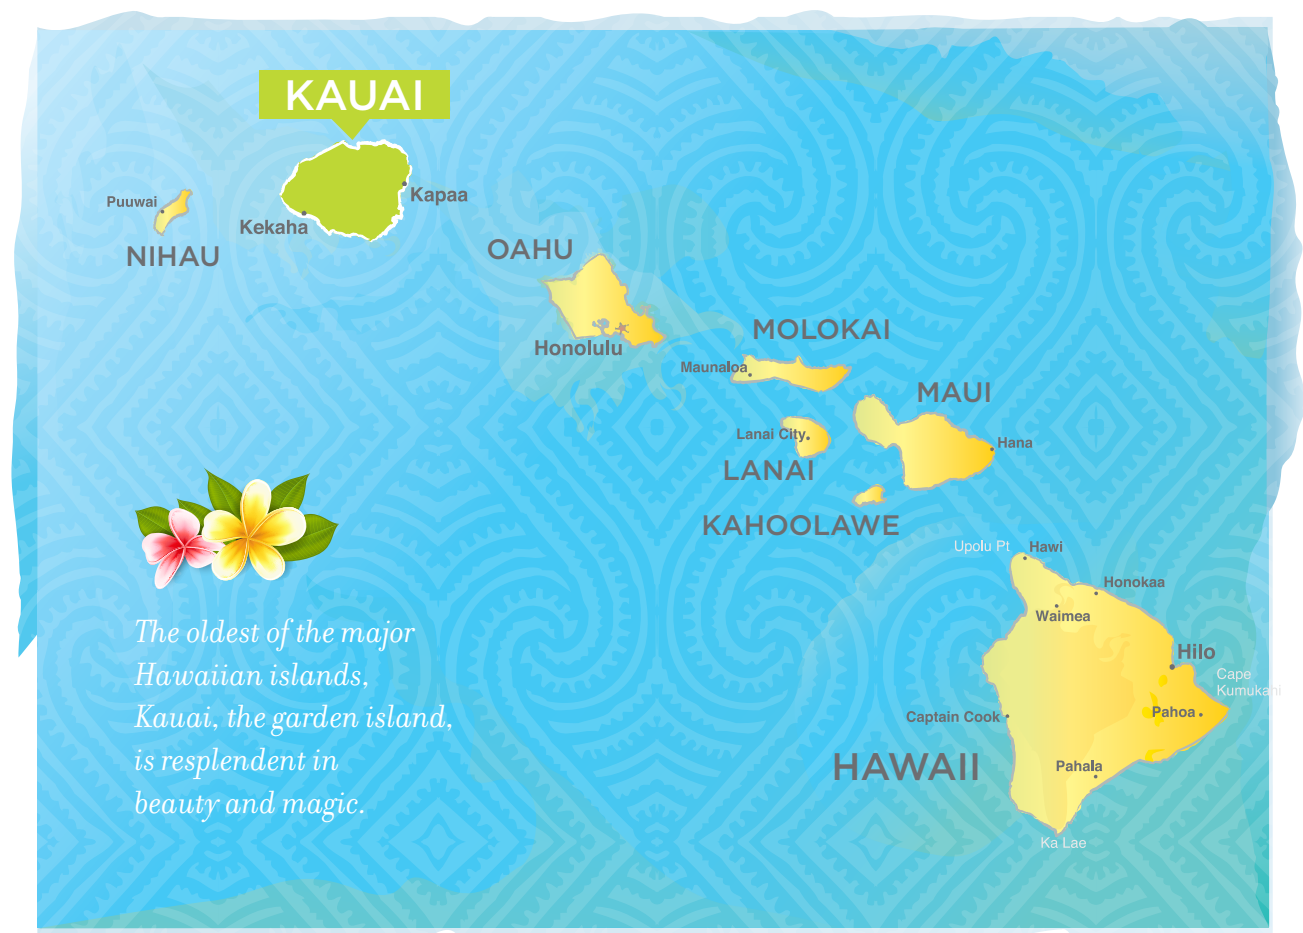 KAUAI
Puuwai
Kapaa
Kekaha
NIHAU
OAHU
Honolulu
MOLOKAI
Maunaloa
MAUI
Lanai City
Hana
LANAI
KAHOOLAWE
Upolu Pt
Hawi
Honokaa
Waimea
Hilo
Cape
Kumukahi
Captain Cook
Pahoa
HAWAII
Pahala
Ka Lae
The oldest of the major
Hawaiian islands,
Kauai, the garden island,
is resplendent in
beauty and magic.